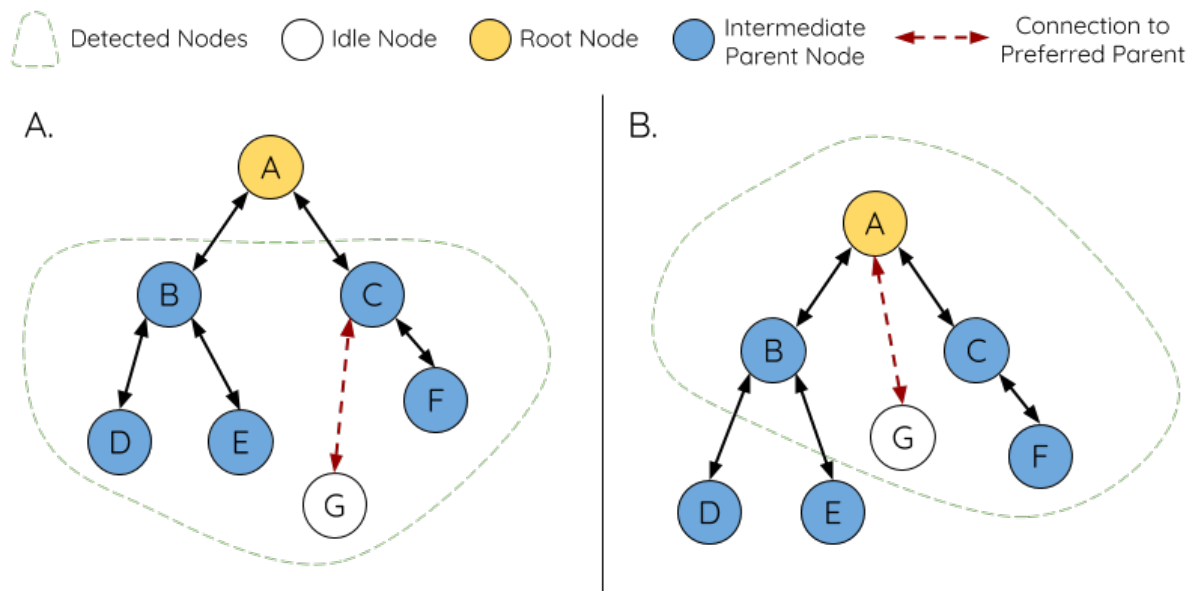 Detected Nodes
Idle Node
Root Node
Intermediate
Parent Node
Connection to
Preferred Parent
A.
A
B
C
D
E
F
G
B.
A
B
C
G
F
D
E